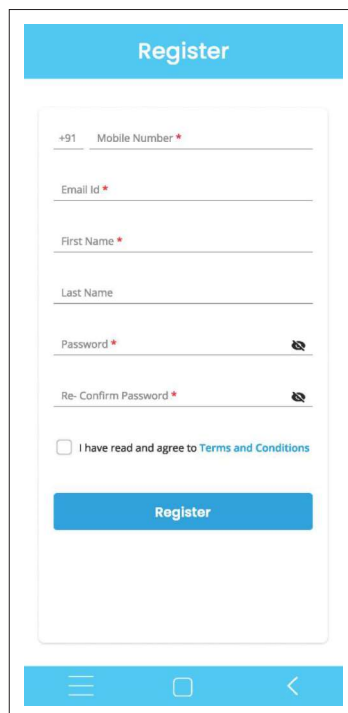 Register
+91 Mobile Number *
Email Id *
First Name *
Last Name
Password *
Re- Confirm Password *
I have read and agree to Terms and Conditions
Register